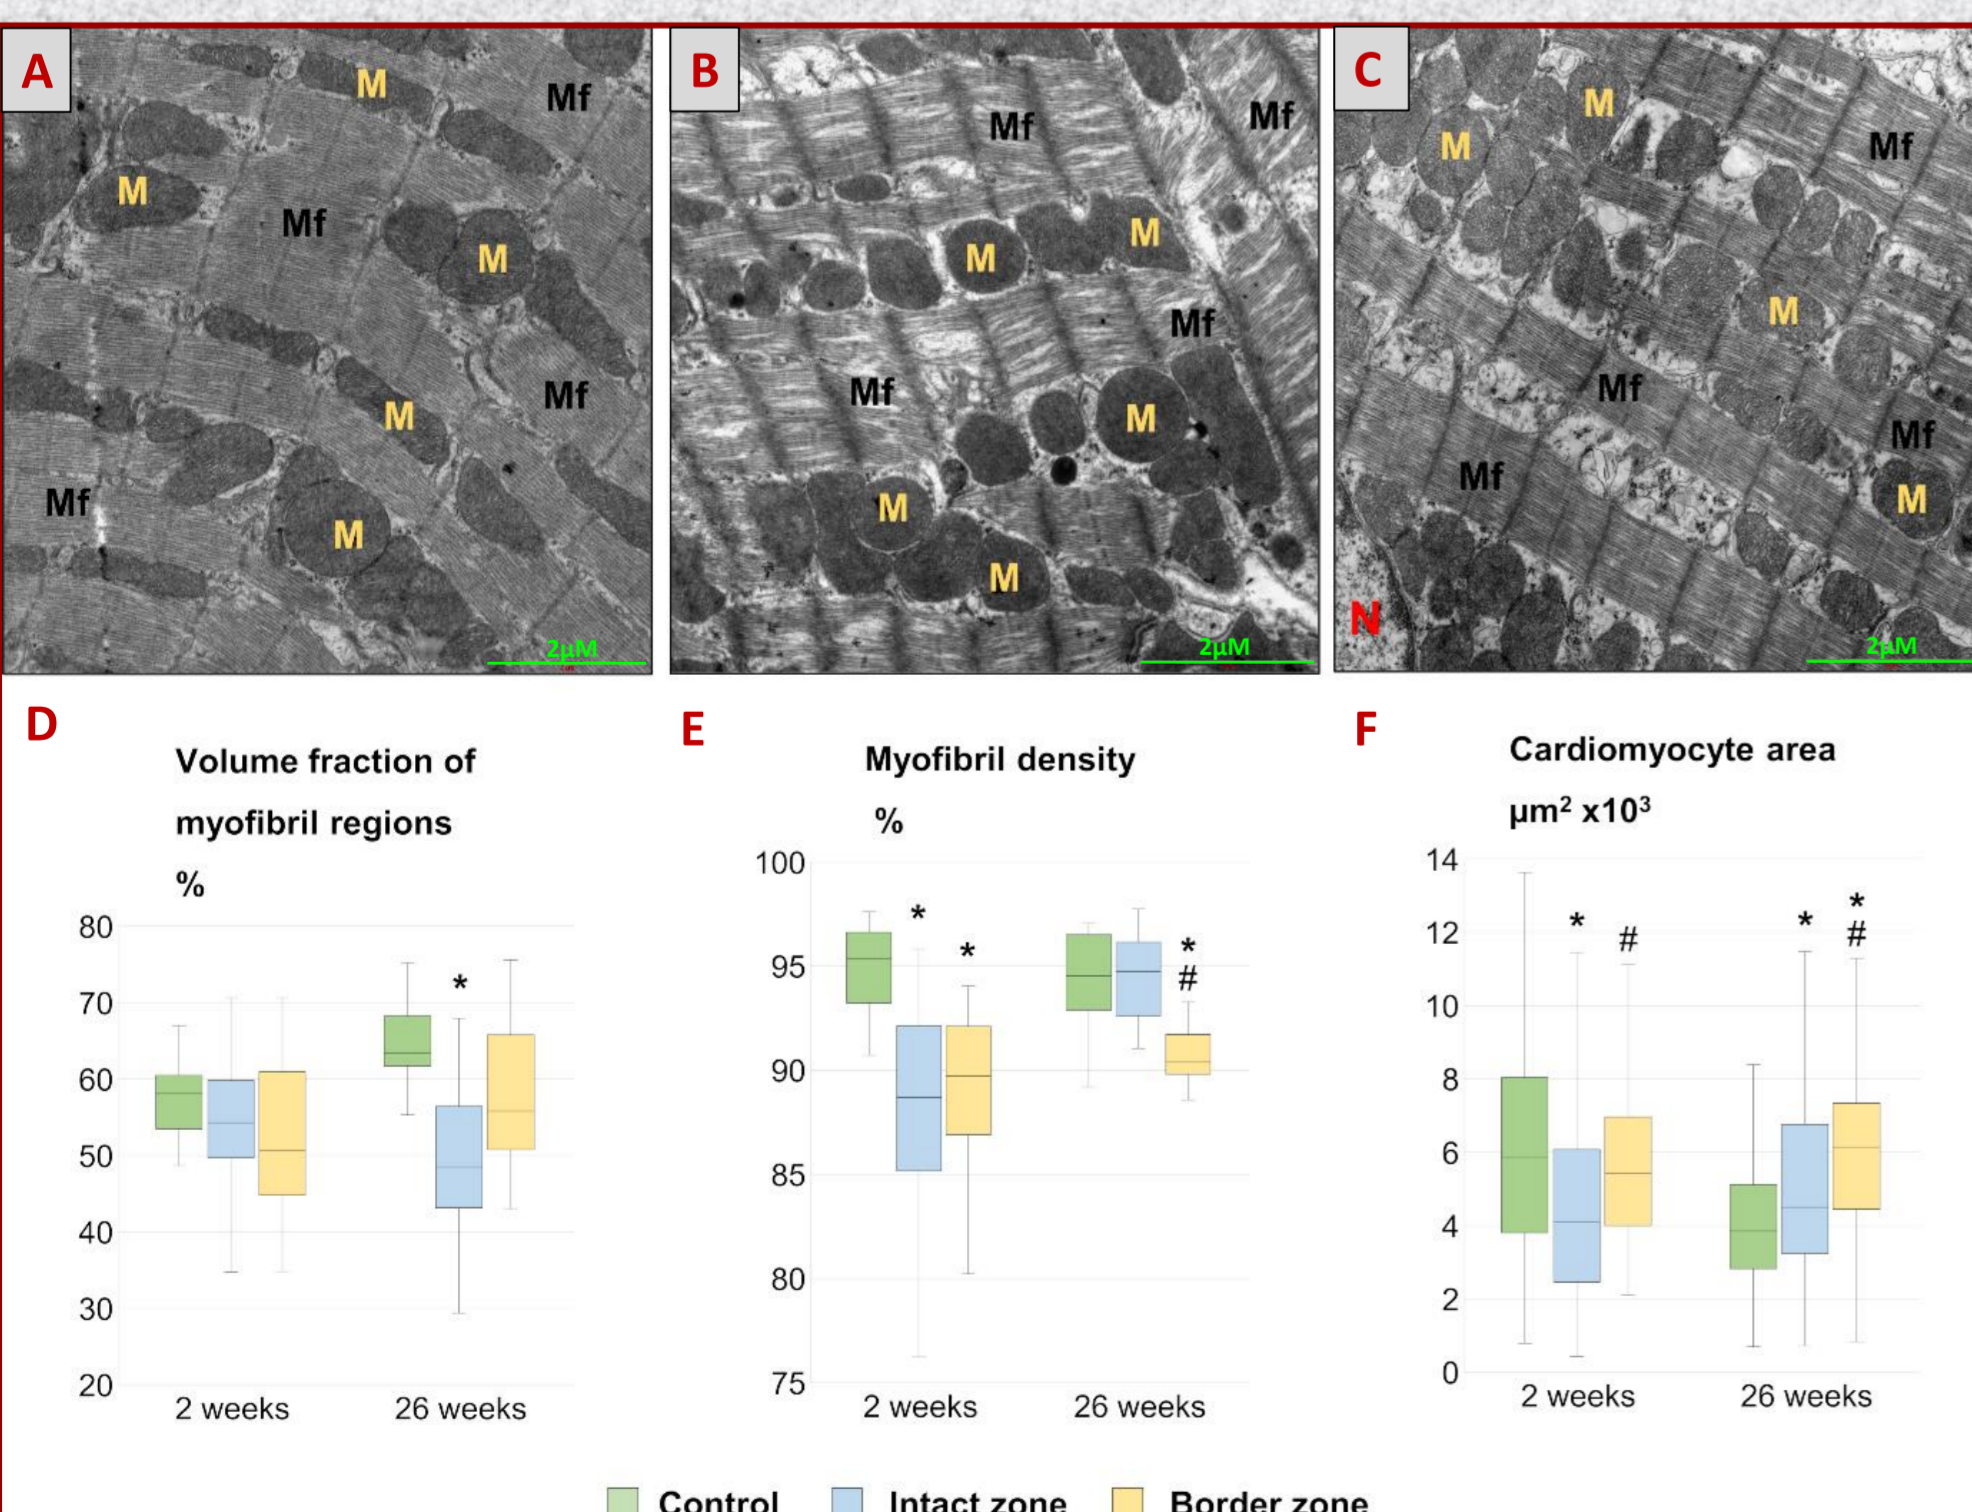 A
M
Mf
M
Mf
M
Mf
M
Mf
M
2µM
B
Mf
Mf
M
M
Mf
Mf
M
M
M
2µM
C
M
Mf
M
M
Mf
Mf
Mf
M
N
2µM
D
Volume fraction of
myofibril regions
%
80
70
60
50
40
30
20
*
2 weeks
26 weeks
E
Myofibril density
%
100
95
90
85
80
75
*
*
*
#
2 weeks
26 weeks
F
Cardiomyocyte area
µm² x10³
14
12
10
8
6
4
2
0
*
#
*
*
#
2 weeks
26 weeks
Control
Intact zone
Border zone